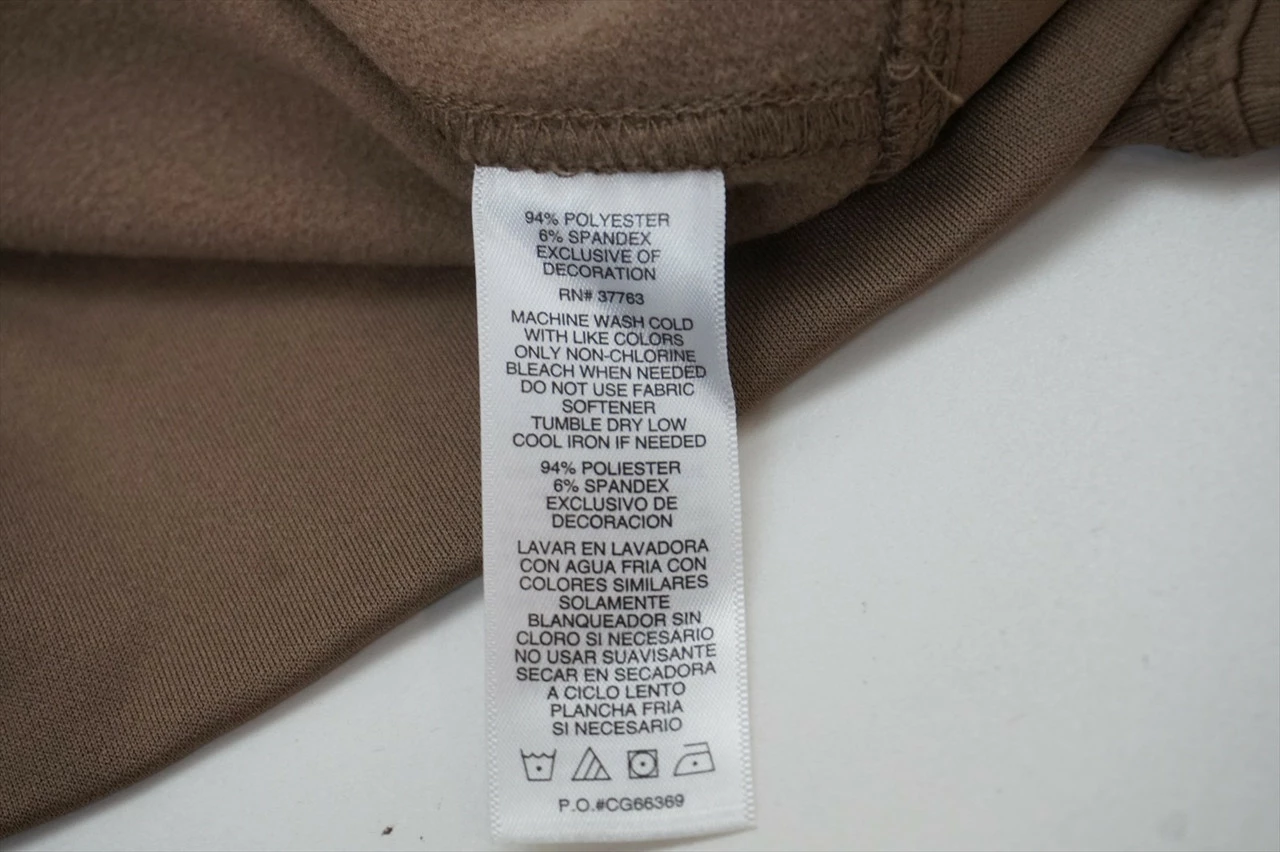 94% POLYESTER
6% SPANDEX
EXCLUSIVE OF
DECORATION
RN# 37763
MACHINE WASH COLD
WITH LIKE COLORS
ONLY NON-CHLORINE
BLEACH WHEN NEEDED
DO NOT USE FABRIC
SOFTENER
TUMBLE DRY LOW
COOL IRON IF NEEDED
94% POLIESTER
6% SPANDEX
EXCLUSIVO DE
DECORACION
LAVAR EN LAVADORA
CON AGUA FRIA CON
COLORES SIMILARES
SOLAMENTE
BLANQUEADOR SIN
CLORO SI NECESARIO
NO USAR SUAVISANTE
SECAR EN SECADORA
A CICLO LENTO
PLANCHA FRIA
SI NECESARIO
P.O.#CG66369